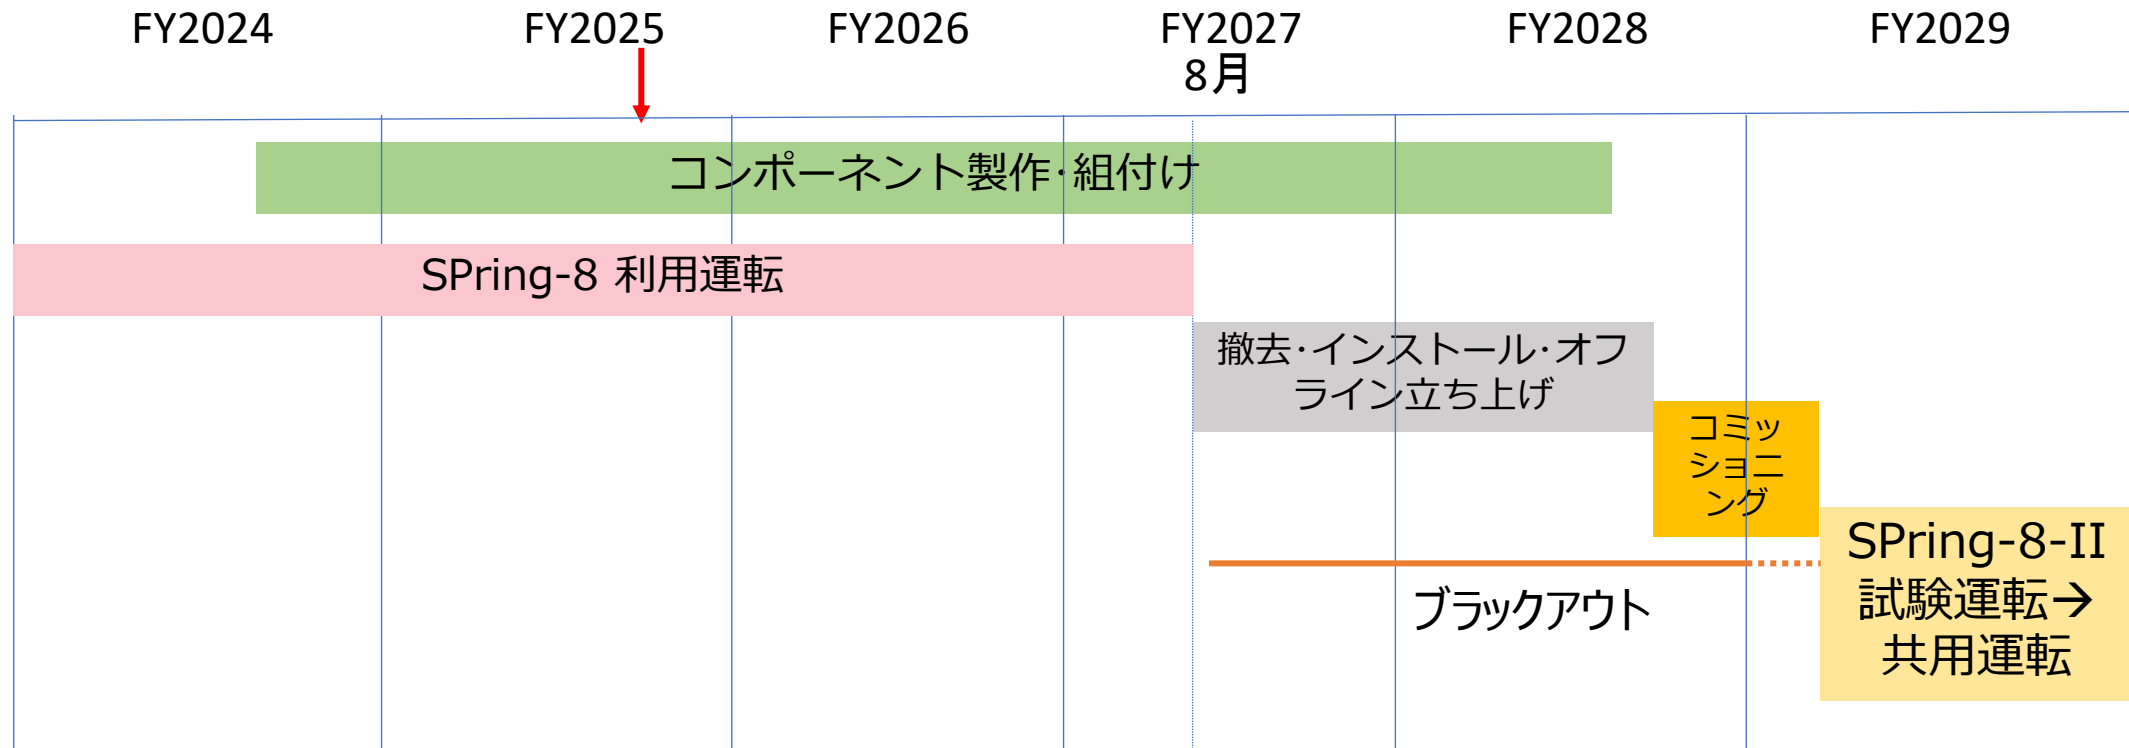 FY2024 FY2025 FY2026 FY2027 FY2028 FY2029
8月
コンポーネント製作･組付け
SPring-8 利用運転
撤去･インストール･オフ
ライン立ち上げ
コミッ
ショニ
ング
SPring-8-II
試験運転→
共用運転
ブラックアウト